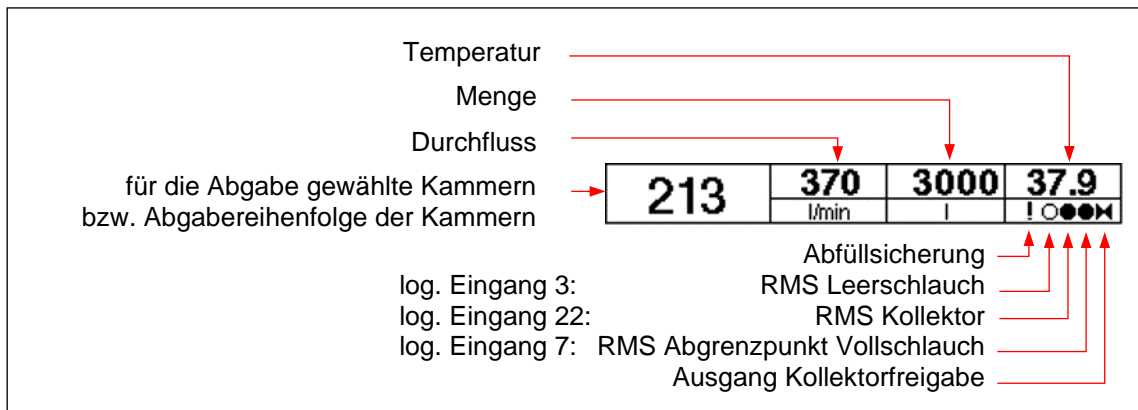 Temperatur
Menge
Durchfluss
für die Abgabe gewählte Kammern
bzw. Abgabereihenfolge der Kammern
213
370
3000
37.9
l/min
l
!
Abfüllsicherung
log. Eingang 3: RMS Leerschlauch
log. Eingang 22: RMS Kollektor
log. Eingang 7: RMS Abgrenzpunkt Vollschlauch
Ausgang Kollektorfreigabe